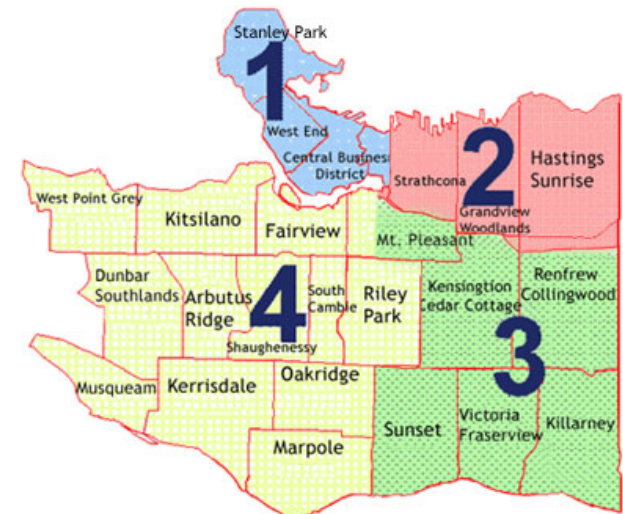 Stanley Park
1
West End
Central Business
District
Strathcona
2
Grandview
Woodlands
Hastings
Sunrise
West Point Grey
Kitsilano
Fairview
Mt. Pleasant
Dunbar
Southlands
Arbutus
Ridge
4
Shaughenessy
South
Cambie
Riley
Park
Kensingtion
Cedar Cottage
Renfrew
Collingwood
3
Musqueam
Kerrisdale
Oakridge
Marpole
Sunset
Victoria
Fraserview
Killarney